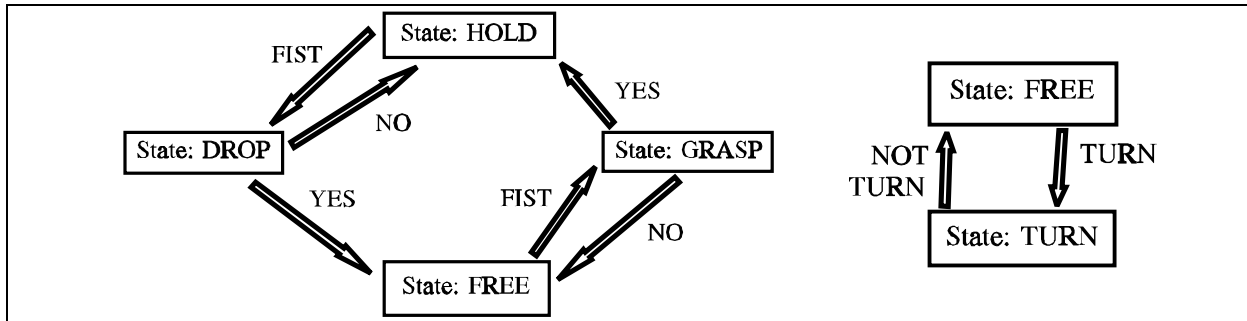 State: HOLD
FIST
YES
NO
State: DROP
State: GRASP
YES
FIST
NO
State: FREE
State: FREE
NOT
TURN
TURN
State: TURN